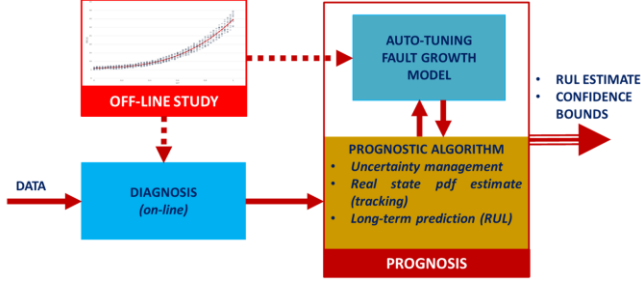 OFF-LINE STUDY
AUTO-TUNING
FAULT GROWTH
MODEL
• RUL ESTIMATE
• CONFIDENCE
BOUNDS
DATA
DIAGNOSIS
(on-line)
PROGNOSTIC ALGORITHM
• Uncertainty management
• Real state pdf estimate
(tracking)
• Long-term prediction (RUL)
PROGNOSIS